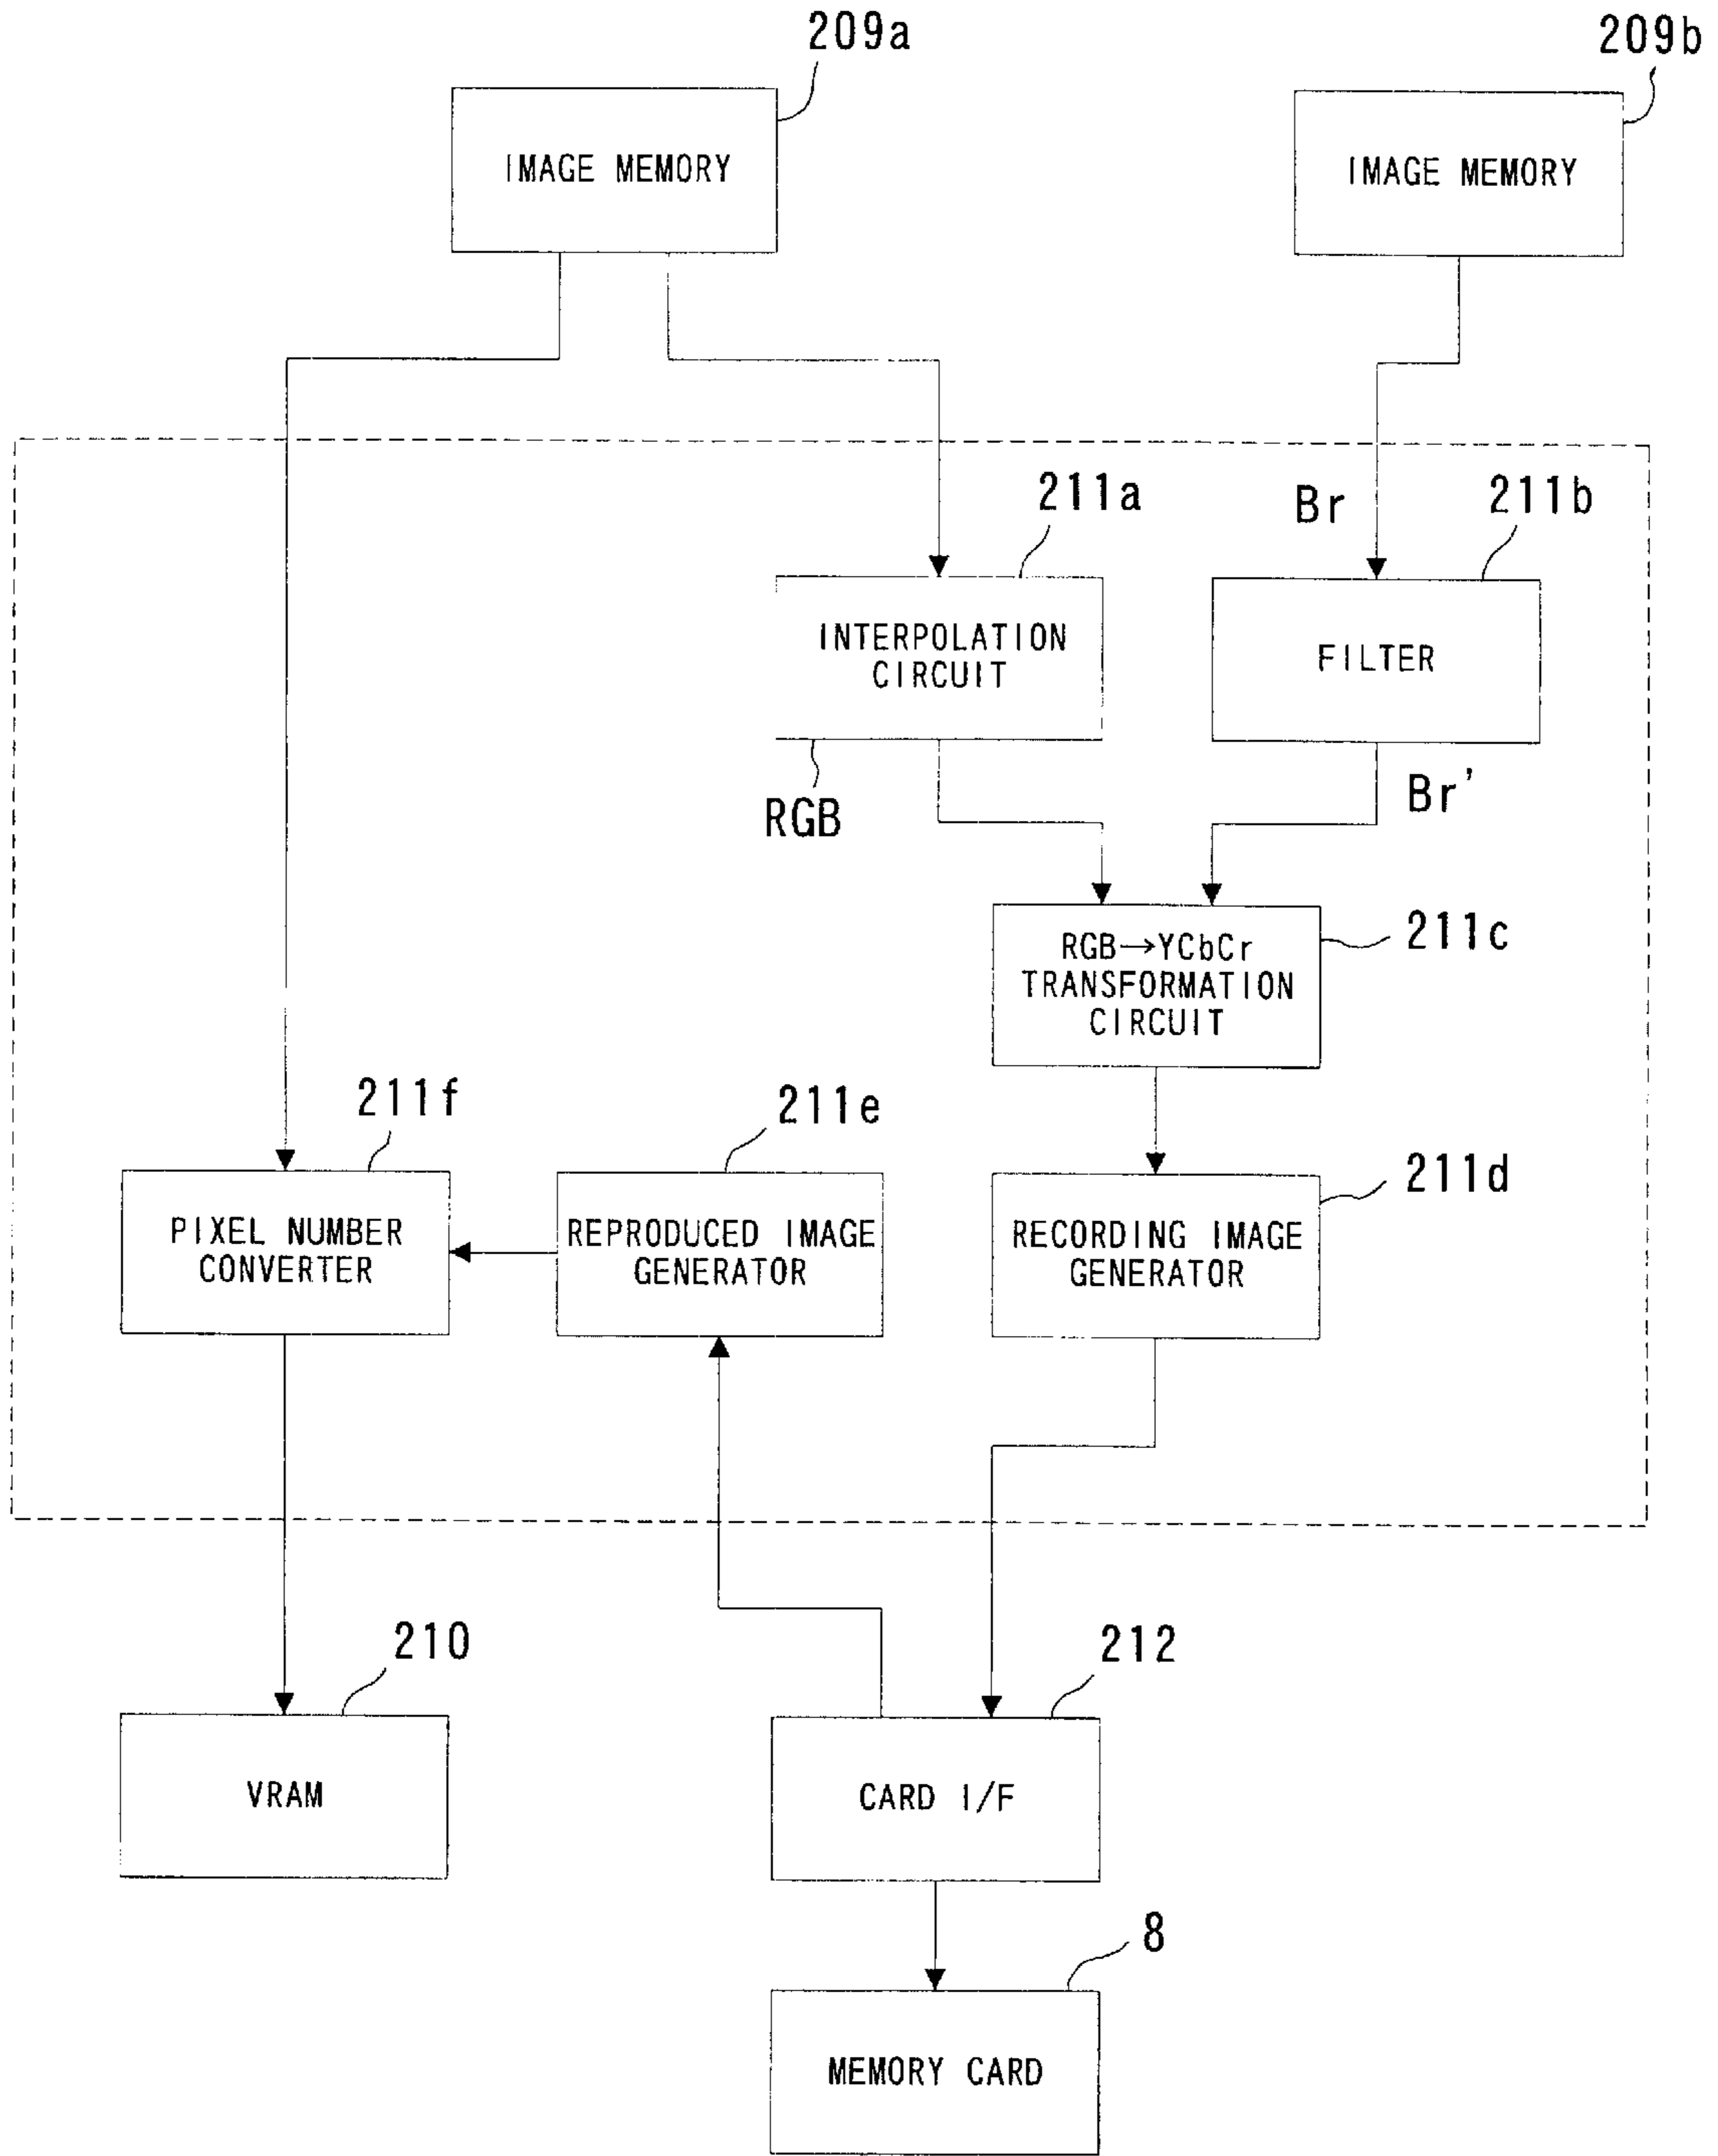 209a
209b
IMAGE MEMORY
IMAGE MEMORY
211a
Br
211b
INTERPOLATION
CIRCUIT
FILTER
RGB
Br'
RGB→YCbCr
TRANSFORMATION
CIRCUIT
211c
211f
211e
211d
PIXEL NUMBER
CONVERTER
REPRODUCED IMAGE
GENERATOR
RECORDING IMAGE
GENERATOR
210
212
VRAM
CARD I/F
8
MEMORY CARD